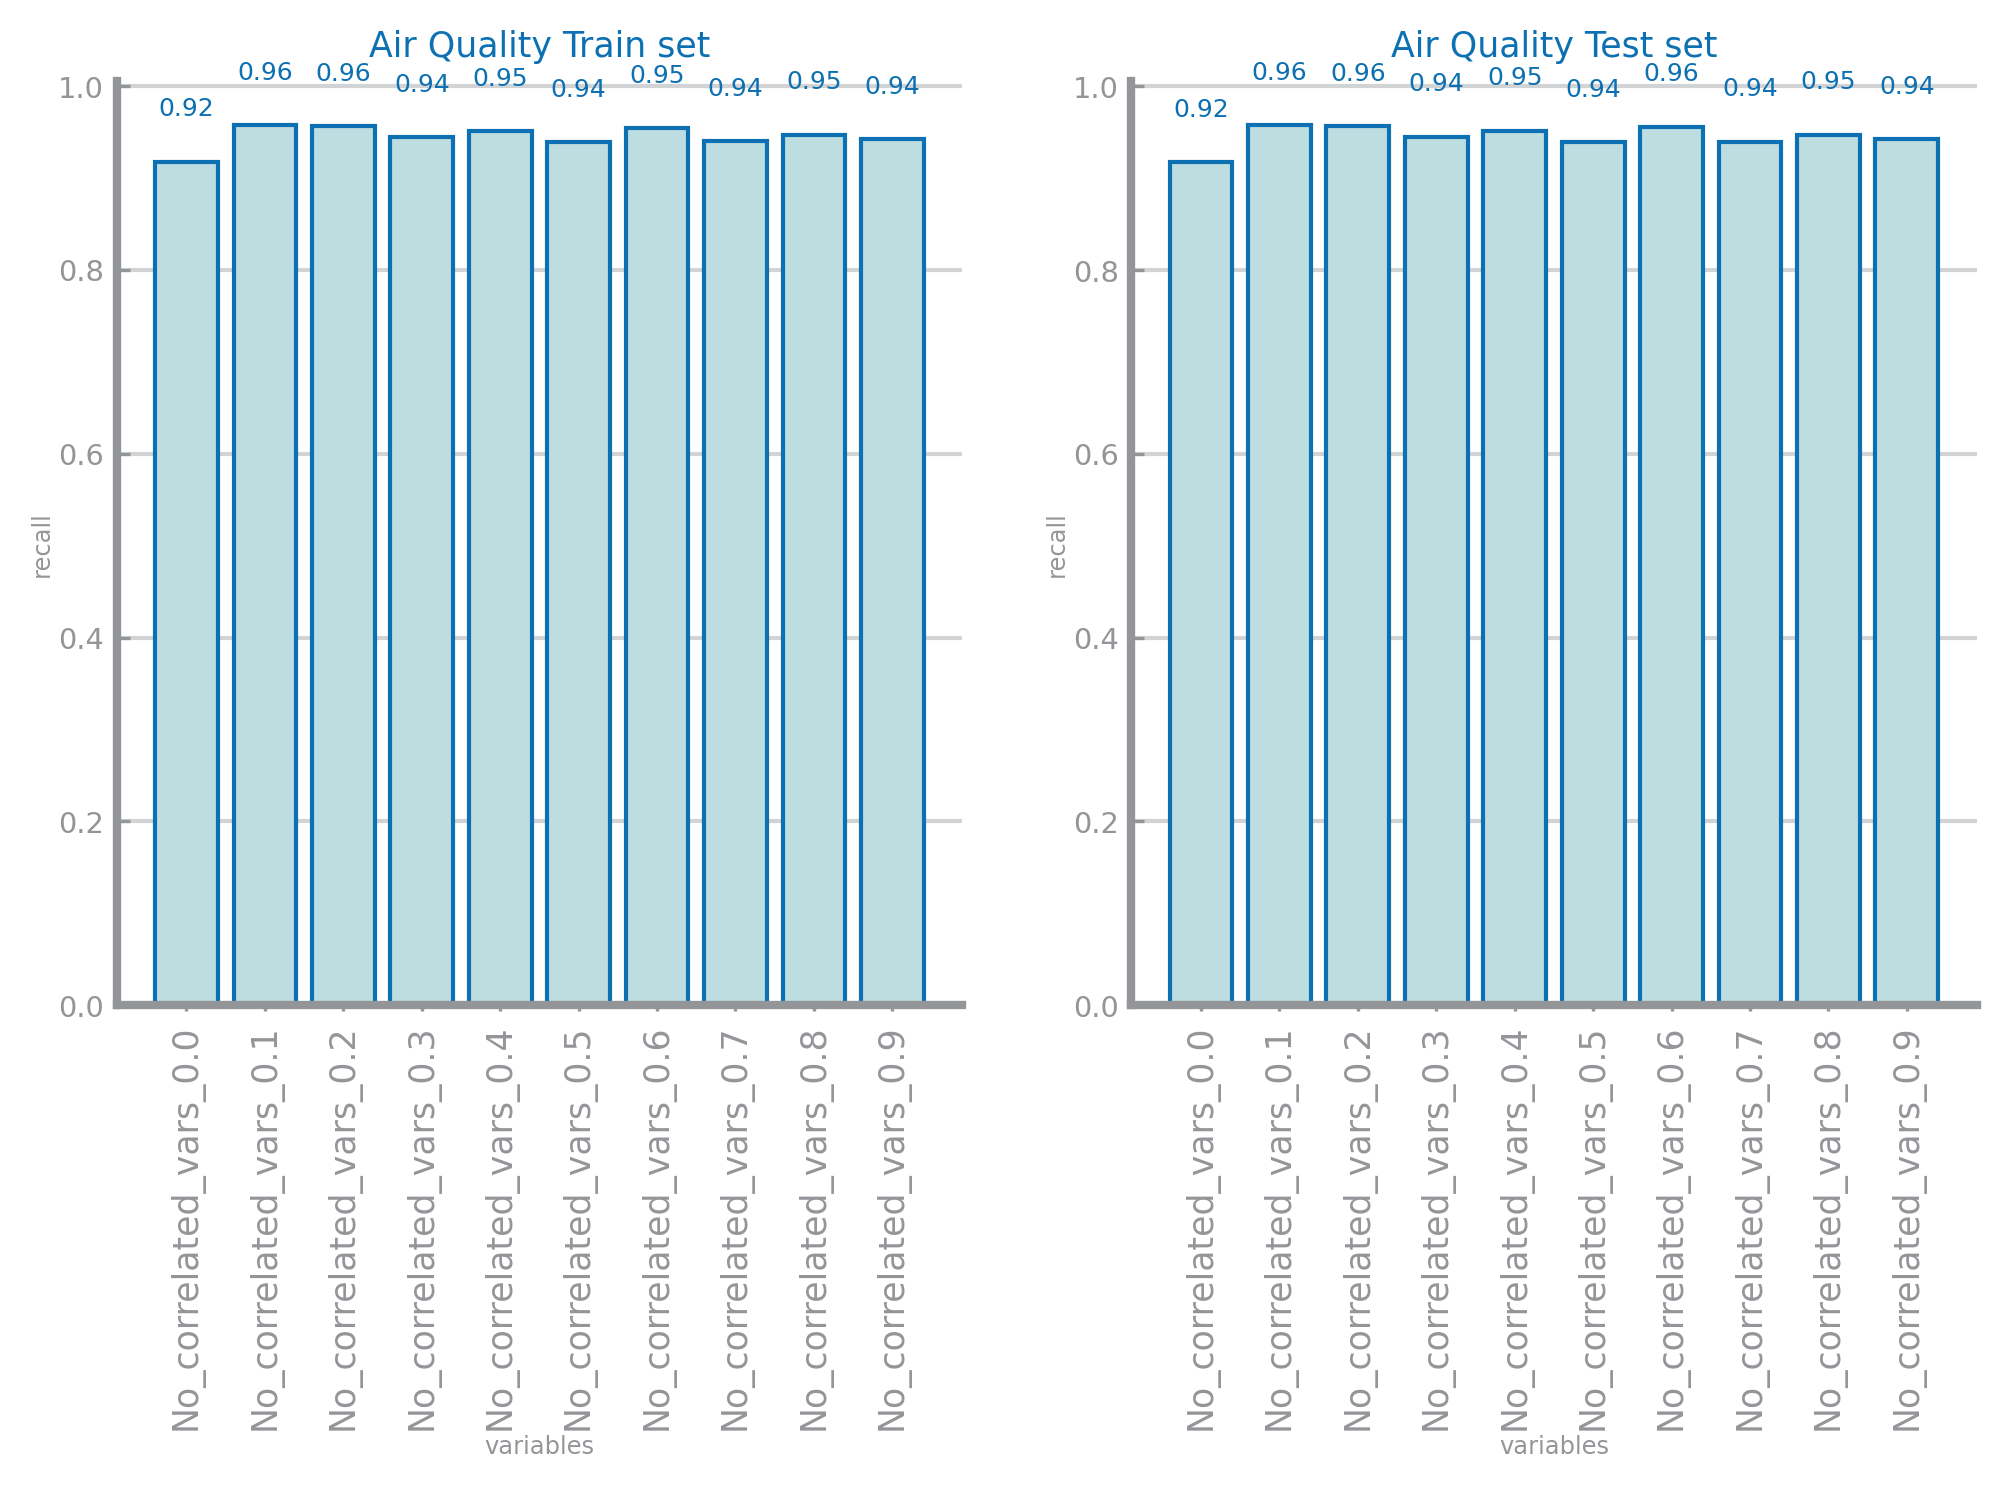 Air Quality Train set
0.92
0.96
0.96
0.94
0.95
0.94
0.95
0.94
0.95
0.94
1.0
0.8
0.6
0.4
0.2
0.0
recall
No_correlated_vars_0.0
No_correlated_vars_0.1
No_correlated_vars_0.2
No_correlated_vars_0.3
No_correlated_vars_0.4
No_correlated_vars_0.5
No_correlated_vars_0.6
No_correlated_vars_0.7
No_correlated_vars_0.8
No_correlated_vars_0.9
variables
Air Quality Test set
0.92
0.96
0.96
0.94
0.95
0.94
0.96
0.94
0.95
0.94
1.0
0.8
0.6
0.4
0.2
0.0
recall
No_correlated_vars_0.0
No_correlated_vars_0.1
No_correlated_vars_0.2
No_correlated_vars_0.3
No_correlated_vars_0.4
No_correlated_vars_0.5
No_correlated_vars_0.6
No_correlated_vars_0.7
No_correlated_vars_0.8
No_correlated_vars_0.9
variables